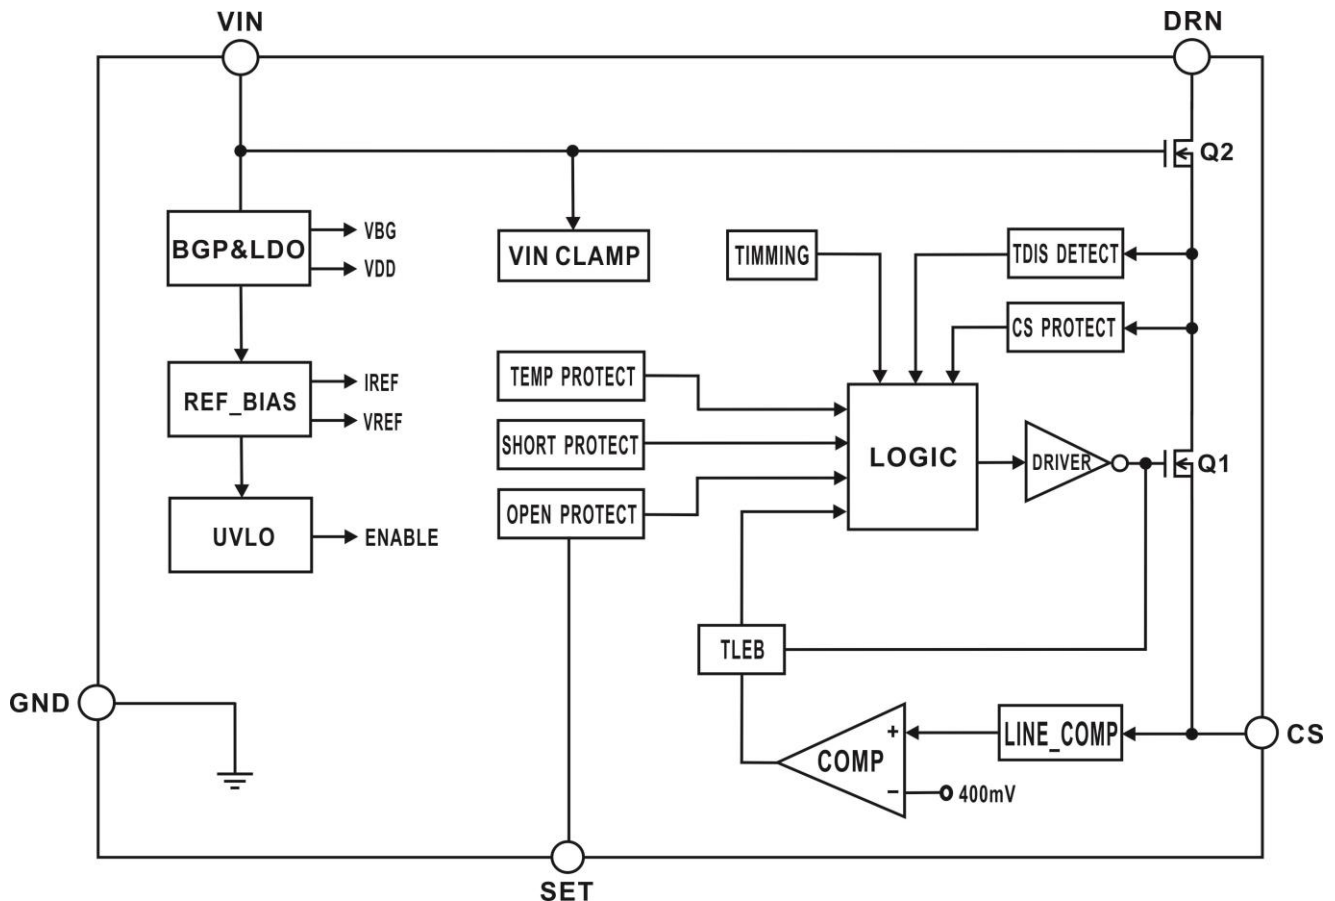 VIN
DRN
Q2
BGP&LDO
VBG
VDD
VIN CLAMP
TIMMING
TDIS DETECT
CS PROTECT
REF_BIAS
IREF
VREF
TEMP PROTECT
SHORT PROTECT
OPEN PROTECT
LOGIC
DRIVER
Q1
UVLO
ENABLE
TLEB
GND
COMP
+
−
LINE_COMP
CS
400mV
SET